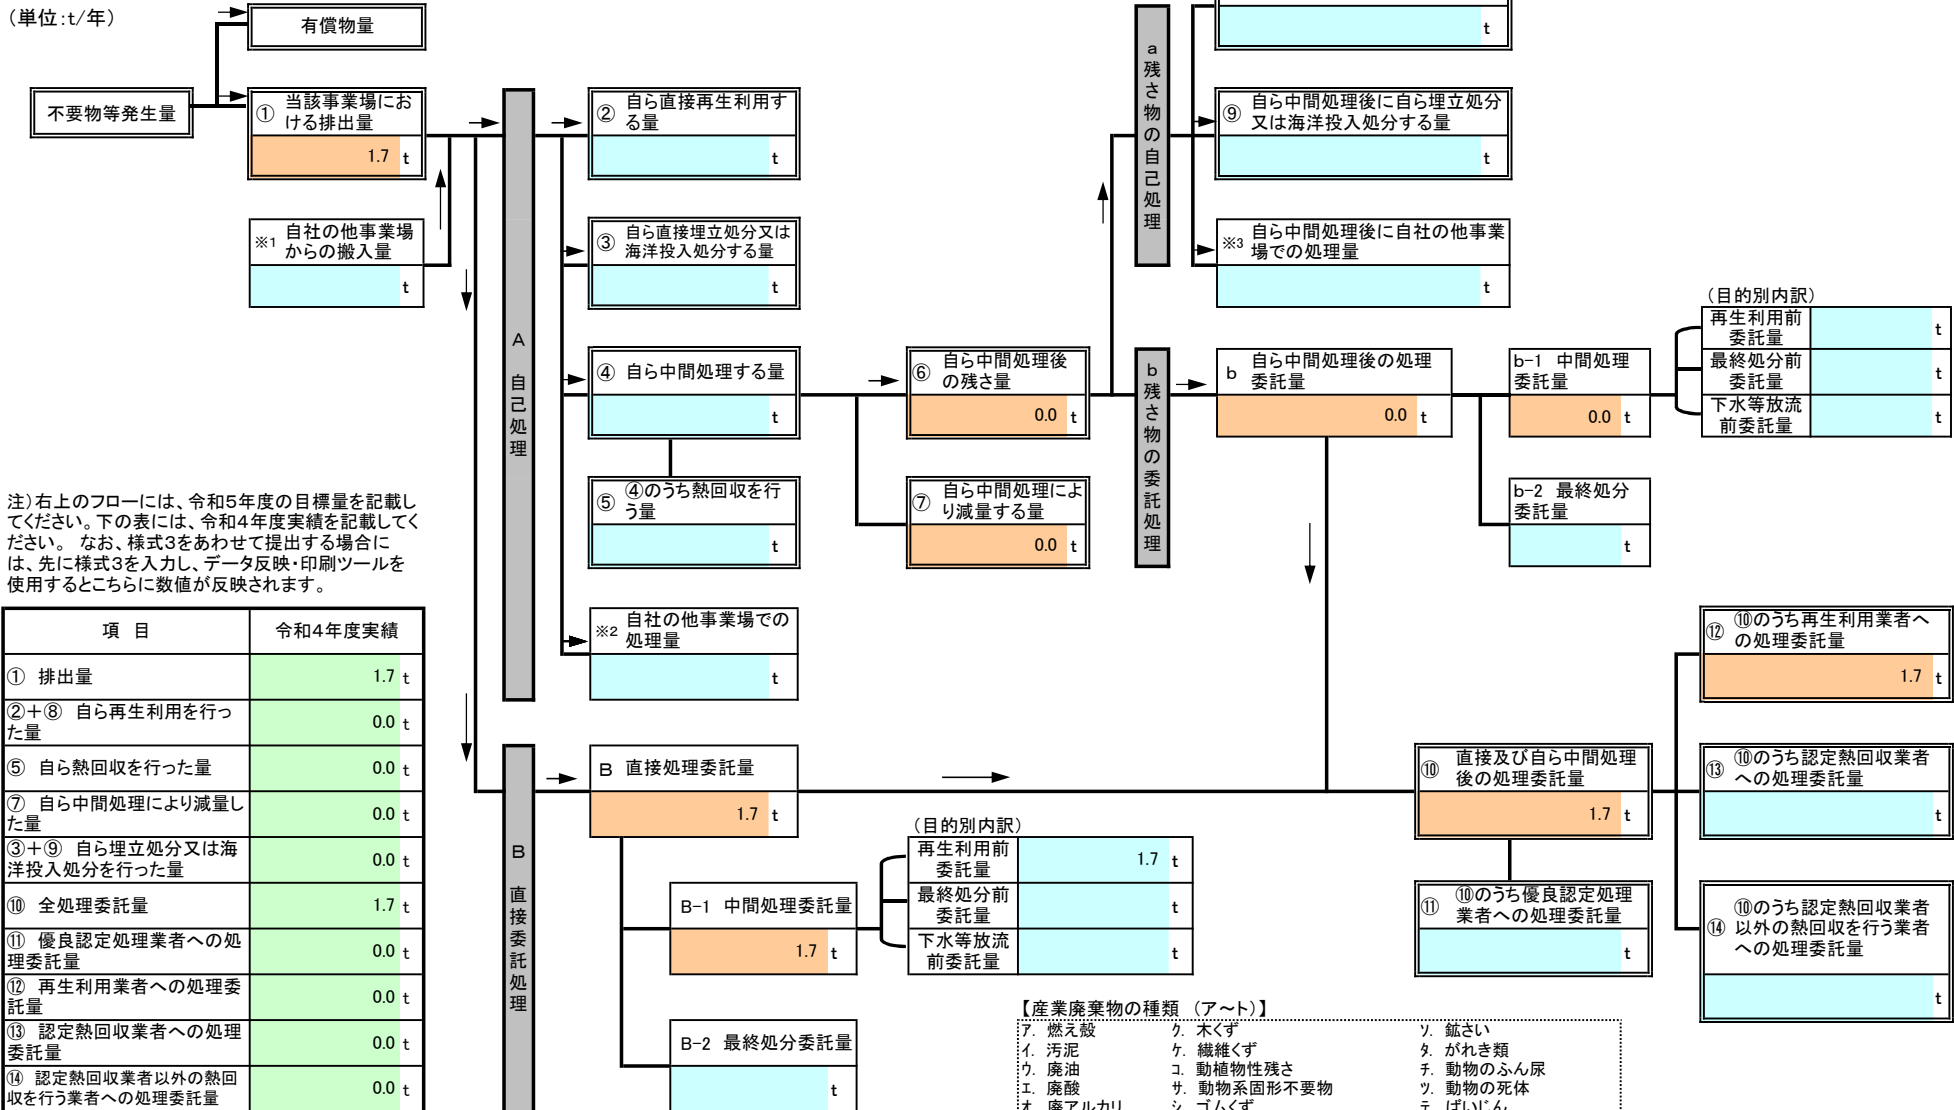 （単位：t/年）
有償物量
不要物等発生量
① 当該事業場にお
ける排出量
1.7 t
※1 自社の他事業場
からの搬入量
t
A 自己処理
② 自ら直接再生利用す
る量
t
③ 自ら直接埋立処分又は
海洋投入処分する量
t
④ 自ら中間処理する量
t
⑤ ④のうち熱回収を行
う量
t
※2 自社の他事業場での
処理量
t
⑥ 自ら中間処理後
の残さ量
0.0 t
⑦ 自ら中間処理によ
り減量する量
0.0 t
a 残さ物の自己処理
t
⑨ 自ら中間処理後に自ら埋立処分
又は海洋投入処分する量
t
※3 自ら中間処理後に自社の他事業
場での処理量
t
b 残さ物の委託処理
b 自ら中間処理後の処理
委託量
0.0 t
b-1 中間処理
委託量
0.0 t
（目的別内訳）
再生利用前
委託量
t
最終処分前
委託量
t
下水等放流
前委託量
t
b-2 最終処分
委託量
t
注）右上のフローには、令和５年度の目標量を記載し
てください。下の表には、令和４年度実績を記載してく
ださい。 なお、様式３をあわせて提出する場合に
は、先に様式３を入力し、データ反映・印刷ツールを
使用するとこちらに数値が反映されます。
項 目 令和４年度実績
① 排出量 1.7 t
②＋⑧ 自ら再生利用を行っ
た量 0.0 t
⑤ 自ら熱回収を行った量 0.0 t
⑦ 自ら中間処理により減量し
た量 0.0 t
③＋⑨ 自ら埋立処分又は海
洋投入処分を行った量 0.0 t
⑩ 全処理委託量 1.7 t
⑪ 優良認定処理業者への処
理委託量 0.0 t
⑫ 再生利用業者への処理委
託量 0.0 t
⑬ 認定熱回収業者への処理
委託量 0.0 t
⑭ 認定熱回収業者以外の熱回
収を行う業者への処理委託量 0.0 t
B 直接委託処理
B 直接処理委託量
1.7 t
B-1 中間処理委託量
1.7 t
（目的別内訳）
再生利用前
委託量
1.7 t
最終処分前
委託量
t
下水等放流
前委託量
t
B-2 最終処分委託量
t
⑩ 直接及び自ら中間処理
後の処理委託量
1.7 t
⑪ ⑩のうち優良認定処理
業者への処理委託量
t
⑫ ⑩のうち再生利用業者へ
の処理委託量
1.7 t
⑬ ⑩のうち認定熱回収業者
への処理委託量
t
⑭ ⑩のうち認定熱回収業者
以外の熱回収を行う業者
への処理委託量
t
【産業廃棄物の種類 （ア～ト）】
ア. 燃え殻 ク. 木くず ソ. 鉱さい
イ. 汚泥 ケ. 繊維くず タ. がれき類
ウ. 廃油 コ. 動植物性残さ チ. 動物のふん尿
エ. 廃酸 サ. 動物系固形不要物 ツ. 動物の死体
オ. 廃アルカリ シ. ゴムくず テ. ばいじん